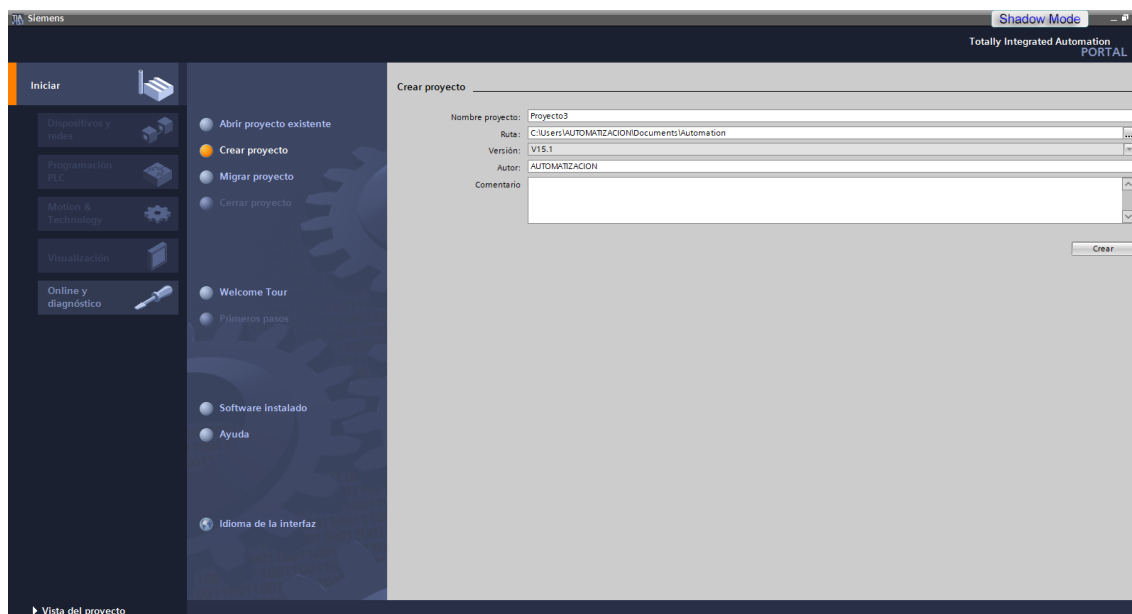 Siemens
Shadow Mode
Totally Integrated Automation
PORTAL
Iniciar
Dispositivos y
redes
Programación
PLC
Motion &
Technology
Visualización
Online y
diagnóstico
Vista del proyecto
Abrir proyecto existente
Crear proyecto
Migrar proyecto
Cerrar proyecto
Welcome Tour
Primeros pasos
Software instalado
Ayuda
Idioma de la interfaz
Crear proyecto
Nombre proyecto: Proyecto3
Ruta: C:\Users\AUTOMATIZACION\Documents\Automation
...
Versión: V15.1
Autor: AUTOMATIZACION
Comentario
Crear